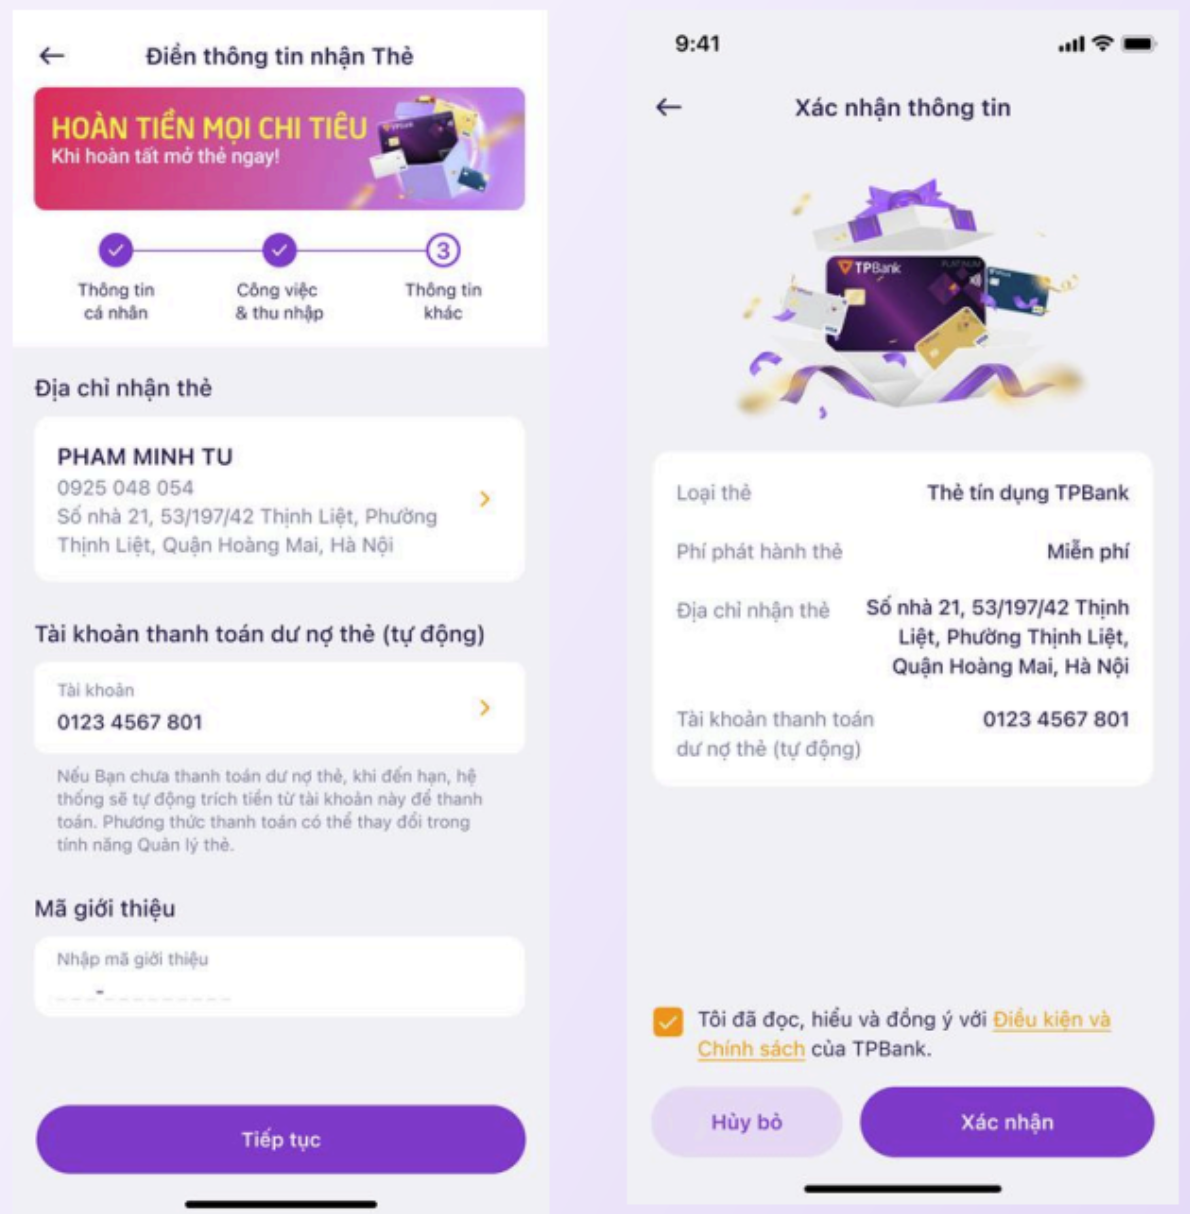 Điền thông tin nhận Thẻ
HOÀN TIỀN MỌI CHI TIÊU
Khi hoàn tất mở thẻ ngay!
3
Thông tin
cá nhân
Công việc
& thu nhập
Thông tin
khác
Địa chỉ nhận thẻ
PHAM MINH TU
0925 048 054
Số nhà 21, 53/197/42 Thịnh Liệt, Phường
Thịnh Liệt, Quận Hoàng Mai, Hà Nội
Tài khoản thanh toán dư nợ thẻ (tự động)
Tài khoản
0123 4567 801
Nếu Bạn chưa thanh toán dư nợ thẻ, khi đến hạn, hệ
thống sẽ tự động trích tiền từ tài khoản này để thanh
toán. Phương thức thanh toán có thể thay đổi trong
tính năng Quản lý thẻ.
Mã giới thiệu
Nhập mã giới thiệu
Tiếp tục
9:41
Xác nhận thông tin
TPBank
PLATINUM
VISA
Loại thẻ
Thẻ tín dụng TPBank
Phí phát hành thẻ
Miễn phí
Địa chỉ nhận thẻ
Số nhà 21, 53/197/42 Thịnh
Liệt, Phường Thịnh Liệt,
Quận Hoàng Mai, Hà Nội
Tài khoản thanh toán
dư nợ thẻ (tự động)
0123 4567 801
Tôi đã đọc, hiểu và đồng ý với Điều kiện và
Chính sách của TPBank.
Hủy bỏ
Xác nhận